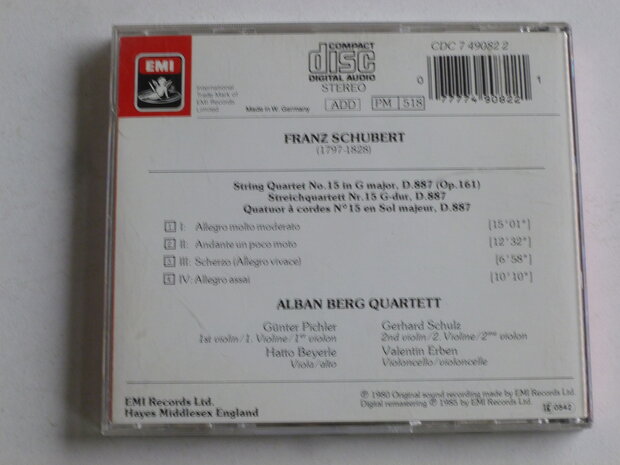 EMI
International
Trade Mark of
EMI Records
Limited
Made in W. Germany
COMPACT
disc
DIGITAL AUDIO
STEREO
ADD
PM 518
CDC 7 49082 2
0 77774 90822 1
FRANZ SCHUBERT
(1797-1828)
String Quartet No.15 in G major, D.887 (Op.161)
Streichquartett Nr.15 G-dur, D.887
Quatuor à cordes N°15 en Sol majeur, D.887
1 I: Allegro molto moderato [15'01"]
2 II: Andante un poco moto [12'32"]
3 III: Scherzo (Allegro vivace) [6'58"]
4 IV: Allegro assai [10'10"]
ALBAN BERG QUARTETT
Günter Pichler
1st violin/1. Violine/1er violon
Gerhard Schulz
2nd violin/2. Violine/2me violon
Hatto Beyerle
Viola/alto
Valentin Erben
Violoncello/violoncelle
EMI Records Ltd.
Hayes Middlesex England
℗ 1980 Original sound recording made by EMI Records Ltd.
Digital remastering ℗ 1985 by EMI Records Ltd.
0842